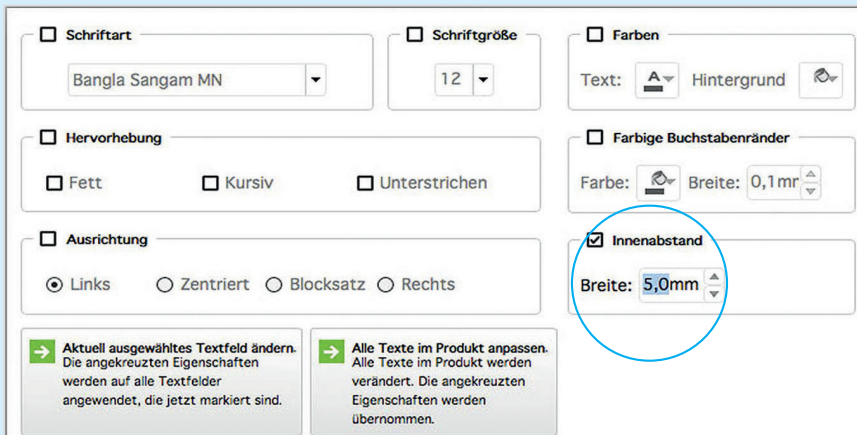 Schriftart
Bangla Sangam MN
Schriftgröße
12
Farben
Text: A Hintergrund
Hervorhebung
Fett Kursiv Unterstrichen
Farbige Buchstabenränder
Farbe: Breite: 0,1mm
Ausrichtung
Links Zentriert Blocksatz Rechts
Innenabstand
Breite: 5,0mm
Aktuell ausgewähltes Textfeld ändern.
Die angekreuzten Eigenschaften
werden auf alle Textfelder
angewendet, die jetzt markiert sind.
Alle Texte im Produkt anpassen.
Alle Texte im Produkt werden
verändert. Die angekreuzten
Eigenschaften werden
übernommen.